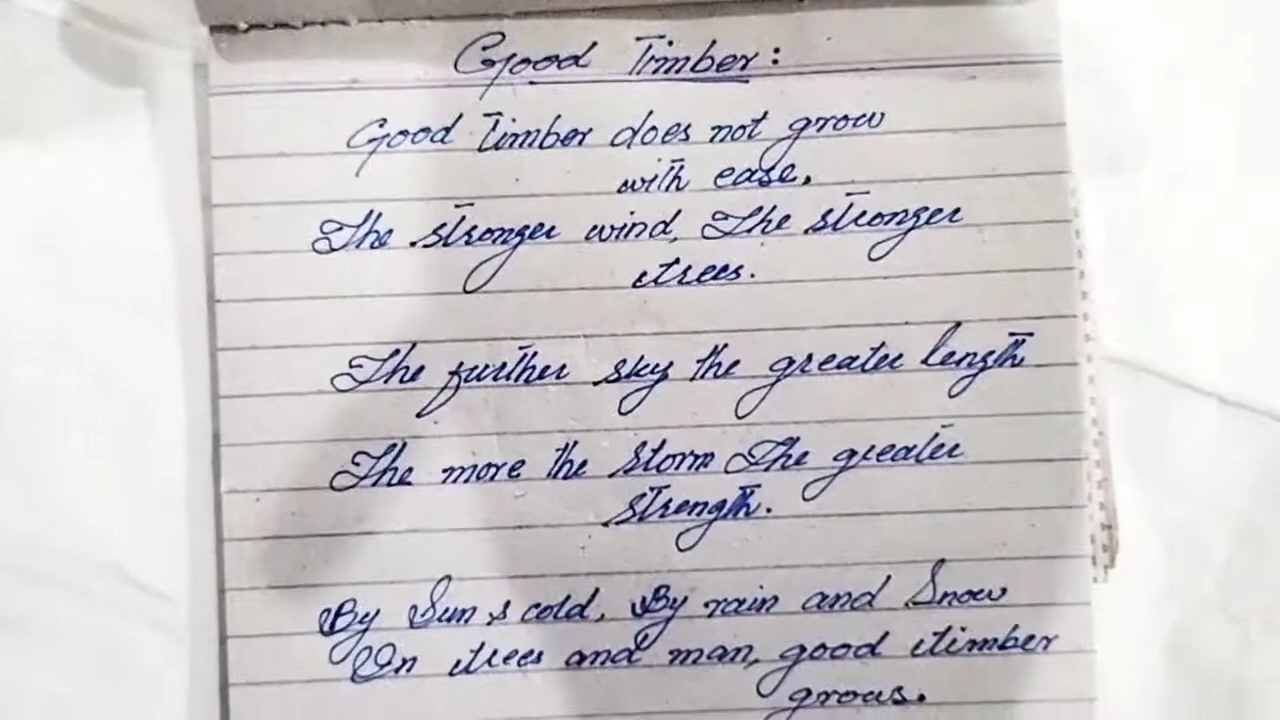 Good Timber:
Good Timber does not grow
with ease.
The stronger wind, The stronger
trees.
The further sky the greater length
The more the storm The greater
strength.
By Sun & cold, By rain and Snow
In trees and man, good timber
grows.